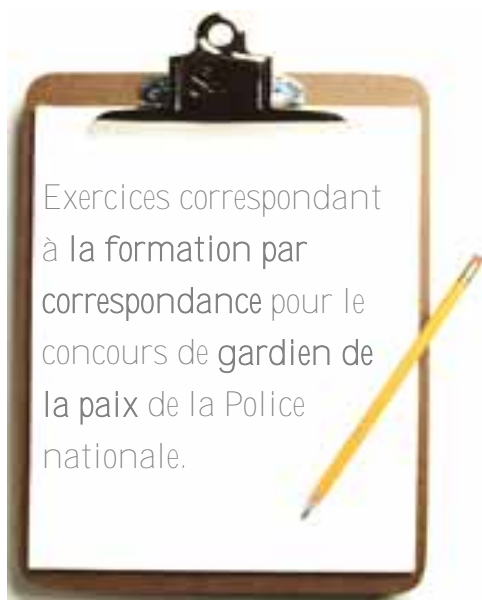 Exercices correspondant
à la formation par
correspondance pour le
concours de gardien de
la paix de la Police
nationale.